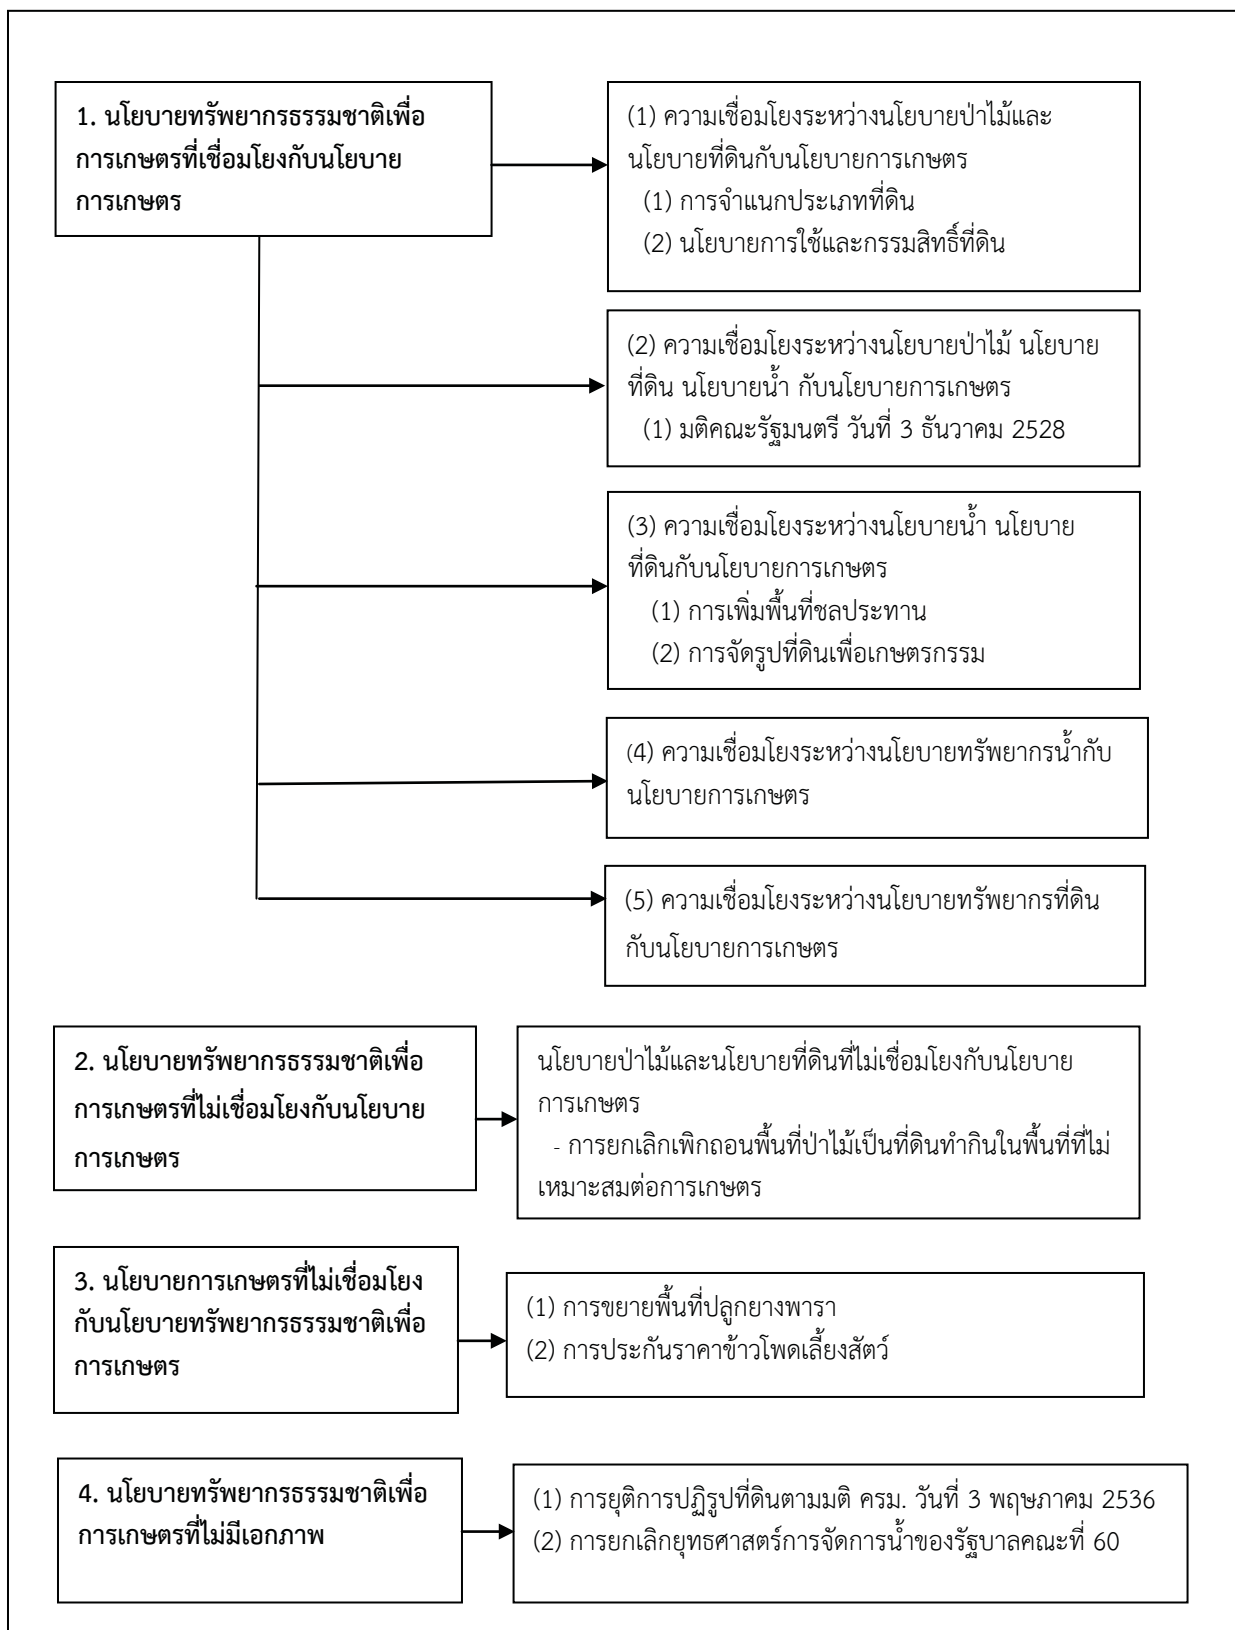 1. นโยบายทรัพยากรธรรมชาติเพื่อ
การเกษตรที่เชื่อมโยงกับนโยบาย
การเกษตร
(1) ความเชื่อมโยงระหว่างนโยบายป่าไม้และ
นโยบายที่ดินกับนโยบายการเกษตร
(1) การจำแนกประเภทที่ดิน
(2) นโยบายการใช้และกรรมสิทธิ์ที่ดิน
(2) ความเชื่อมโยงระหว่างนโยบายป่าไม้ นโยบาย
ที่ดิน นโยบายน้ำ กับนโยบายการเกษตร
(1) มติคณะรัฐมนตรี วันที่ 3 ธันวาคม 2528
(3) ความเชื่อมโยงระหว่างนโยบายน้ำ นโยบาย
ที่ดินกับนโยบายการเกษตร
(1) การเพิ่มพื้นที่ชลประทาน
(2) การจัดรูปที่ดินเพื่อเกษตรกรรม
(4) ความเชื่อมโยงระหว่างนโยบายทรัพยากรน้ำกับ
นโยบายการเกษตร
(5) ความเชื่อมโยงระหว่างนโยบายทรัพยากรที่ดิน
กับนโยบายการเกษตร
2. นโยบายทรัพยากรธรรมชาติเพื่อ
การเกษตรที่ไม่เชื่อมโยงกับนโยบาย
การเกษตร
นโยบายป่าไม้และนโยบายที่ดินที่ไม่เชื่อมโยงกับนโยบาย
การเกษตร
- การยกเลิกเพิกถอนพื้นที่ป่าไม้เป็นที่ดินทำกินในพื้นที่ที่ไม่
เหมาะสมต่อการเกษตร
3. นโยบายการเกษตรที่ไม่เชื่อมโยง
กับนโยบายทรัพยากรธรรมชาติเพื่อ
การเกษตร
(1) การขยายพื้นที่ปลูกยางพารา
(2) การประกันราคาข้าวโพดเลี้ยงสัตว์
4. นโยบายทรัพยากรธรรมชาติเพื่อ
การเกษตรที่ไม่มีเอกภาพ
(1) การยุติการปฏิรูปที่ดินตามมติ ครม. วันที่ 3 พฤษภาคม 2536
(2) การยกเลิกยุทธศาสตร์การจัดการน้ำของรัฐบาลคณะที่ 60